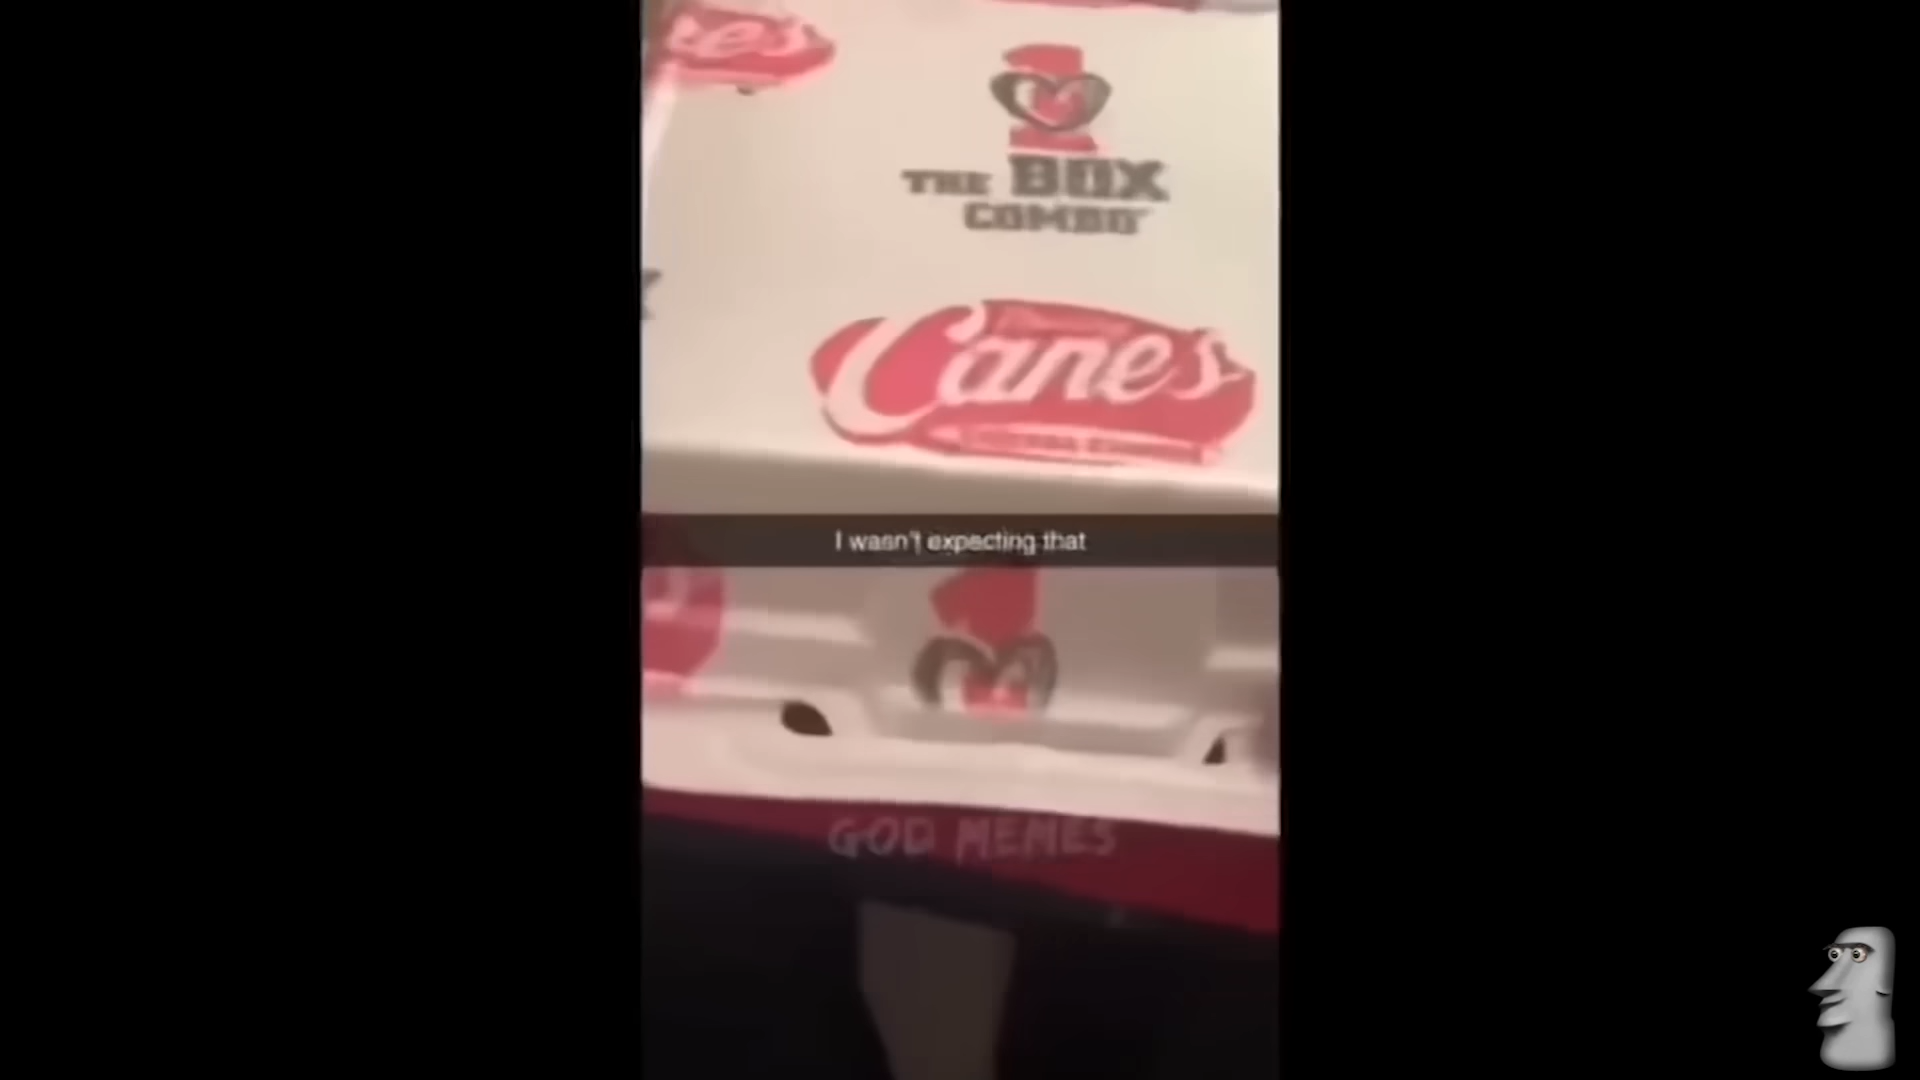 THE BOX
COMBO
Cane's
I wasn't expecting that
GOD MEMES